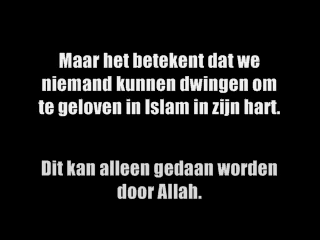 Maar het betekent dat we
niemand kunnen dwingen om
te geloven in Islam in zijn hart.
Dit kan alleen gedaan worden
door Allah.